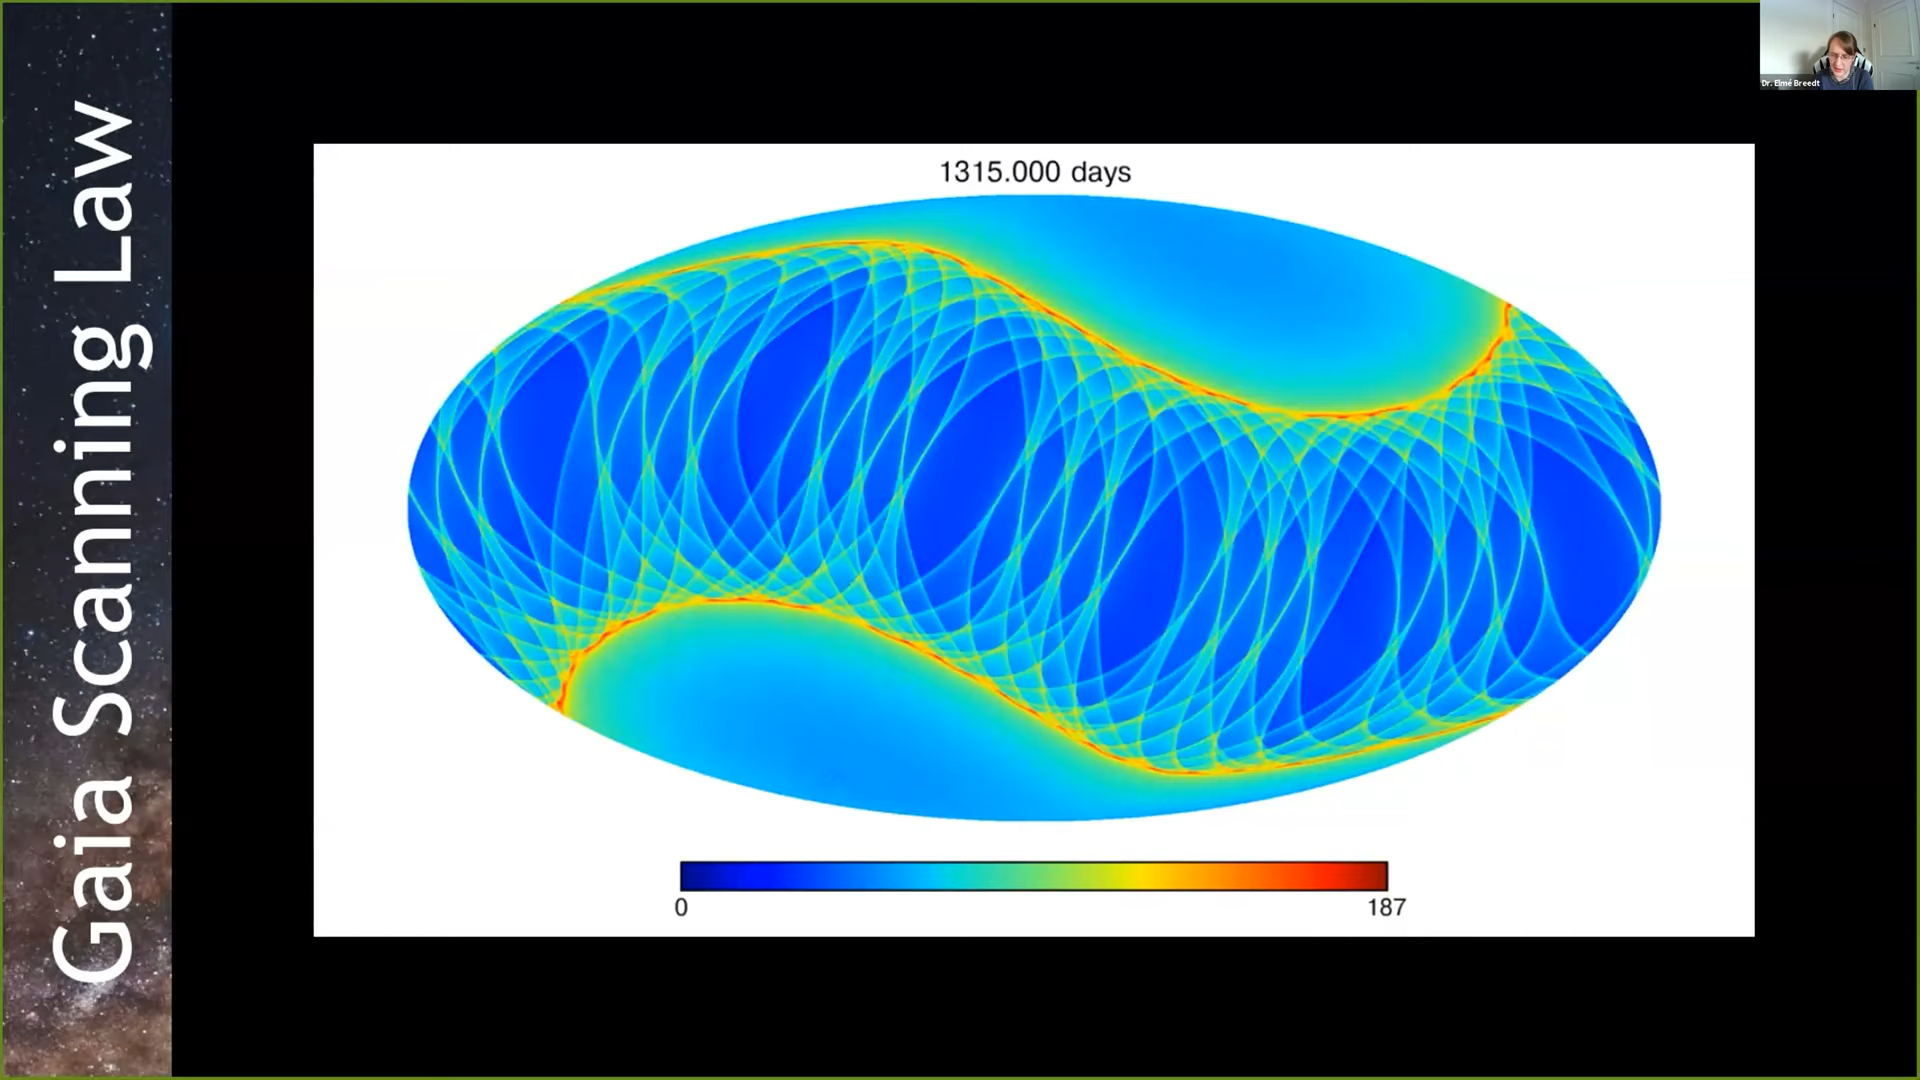 Gaia Scanning Law
1315.000 days
0
187
Dr. Elmé Breedt